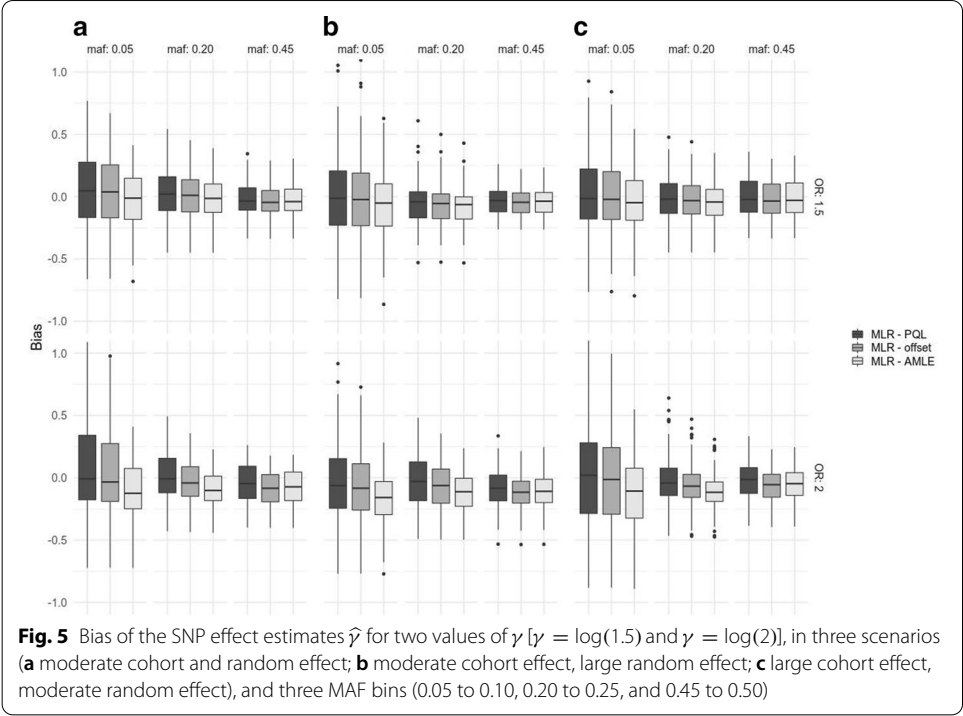 a b c
maf: 0.05 maf: 0.20 maf: 0.45 maf: 0.05 maf: 0.20 maf: 0.45 maf: 0.05 maf: 0.20 maf: 0.45
1.0
0.5
0.0
-0.5
-1.0
OR: 1.5
Bias
1.0
0.5
0.0
-0.5
-1.0
OR: 2
MLR - PQL
MLR - offset
MLR - AMLE
Fig. 5 Bias of the SNP effect estimates γ̂ for two values of γ [γ = log(1.5) and γ = log(2)], in three scenarios
(a moderate cohort and random effect; b moderate cohort effect, large random effect; c large cohort effect,
moderate random effect), and three MAF bins (0.05 to 0.10, 0.20 to 0.25, and 0.45 to 0.50)